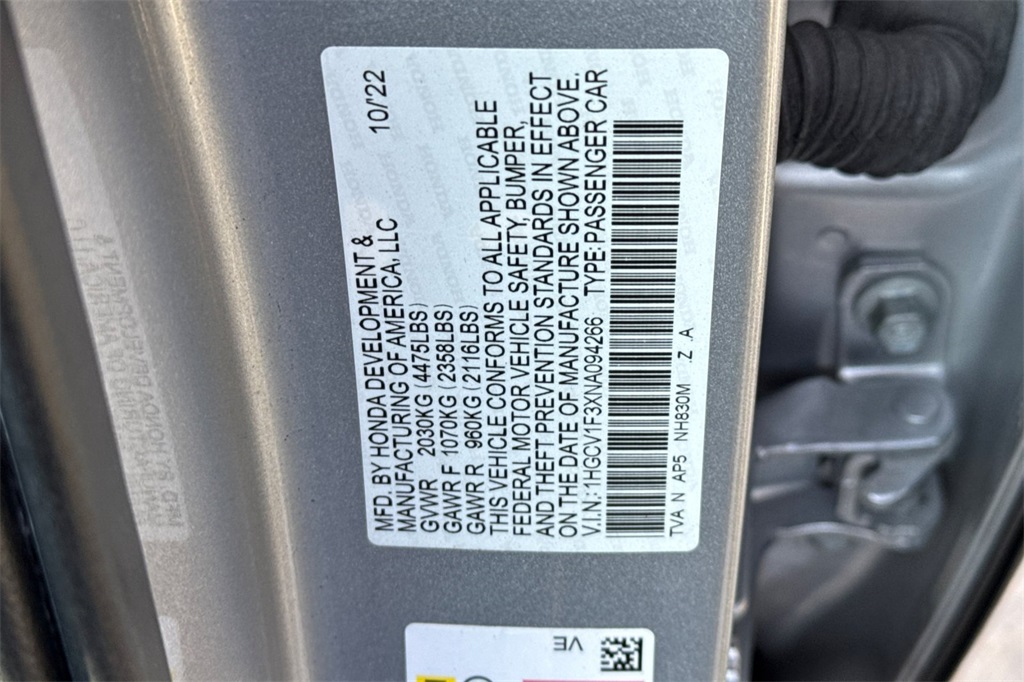 MFD. BY HONDA DEVELOPMENT &
MANUFACTURING OF AMERICA, LLC 10/'22
GVWR 2030KG (4475LBS)
GAWR F 1070KG (2358LBS)
GAWR R 960KG (2116LBS)
THIS VEHICLE CONFORMS TO ALL APPLICABLE
FEDERAL MOTOR VEHICLE SAFETY, BUMPER,
AND THEFT PREVENTION STANDARDS IN EFFECT
ON THE DATE OF MANUFACTURE SHOWN ABOVE.
V.I.N.: 1HGCV1F3XNA094266 TYPE: PASSENGER CAR
TVA N AP5 NH830M .Z .A
VE